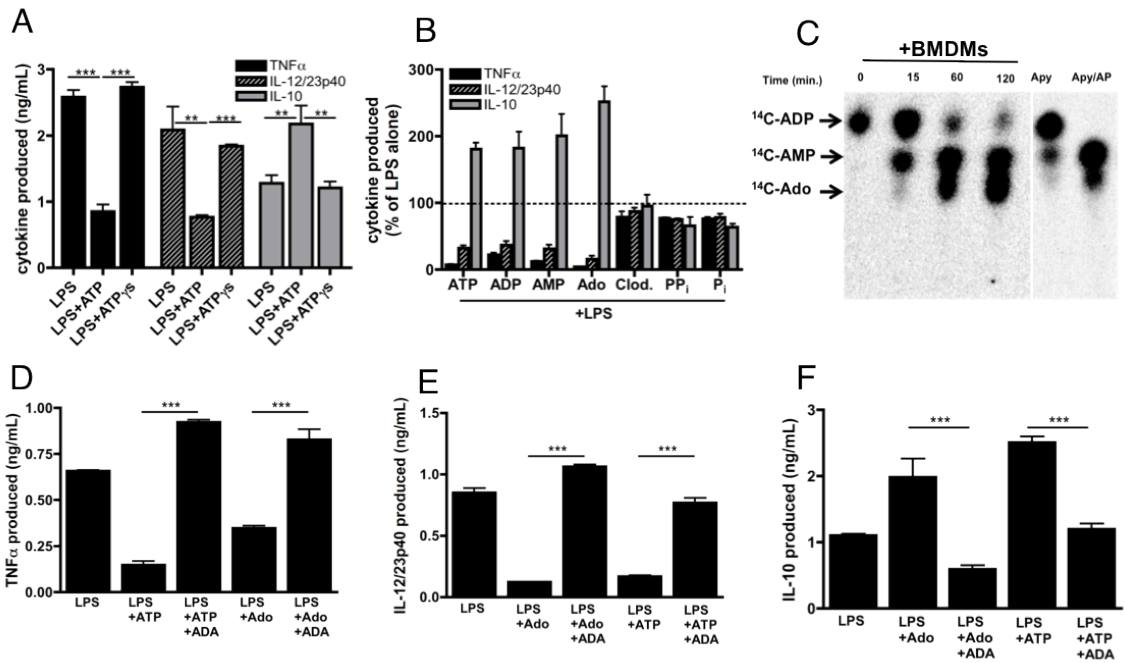 A
cytokine produced (ng/mL)
3
2
1
0
*** ***
** ***
** **
TNFα
IL-12/23p40
IL-10
LPS
LPS+ATP
LPS+ATPγs
LPS
LPS+ATP
LPS+ATPγs
LPS
LPS+ATP
LPS+ATPγs
B
cytokine produced
(% of LPS alone)
300
200
100
0
TNFα
IL-12/23p40
IL-10
ATP ADP AMP Ado Clod. PPi Pi
+LPS
C
+BMDMs
Time (min.) 0 15 60 120 Apy Apy/AP
14C-ADP
14C-AMP
14C-Ado
D
TNFα produced (ng/mL)
1.00
0.75
0.50
0.25
0.00
*** ***
LPS LPS LPS LPS LPS
+ATP +ATP +Ado +Ado
+ADA +ADA
E
IL-12/23p40 produced (ng/mL)
1.5
1.0
0.5
0.0
*** ***
LPS LPS LPS LPS LPS
+Ado +Ado +ATP +ATP
+ADA +ADA
F
IL-10 produced (ng/mL)
3
2
1
0
*** ***
LPS LPS LPS LPS LPS
+Ado +Ado +ATP +ATP
+ADA +ADA